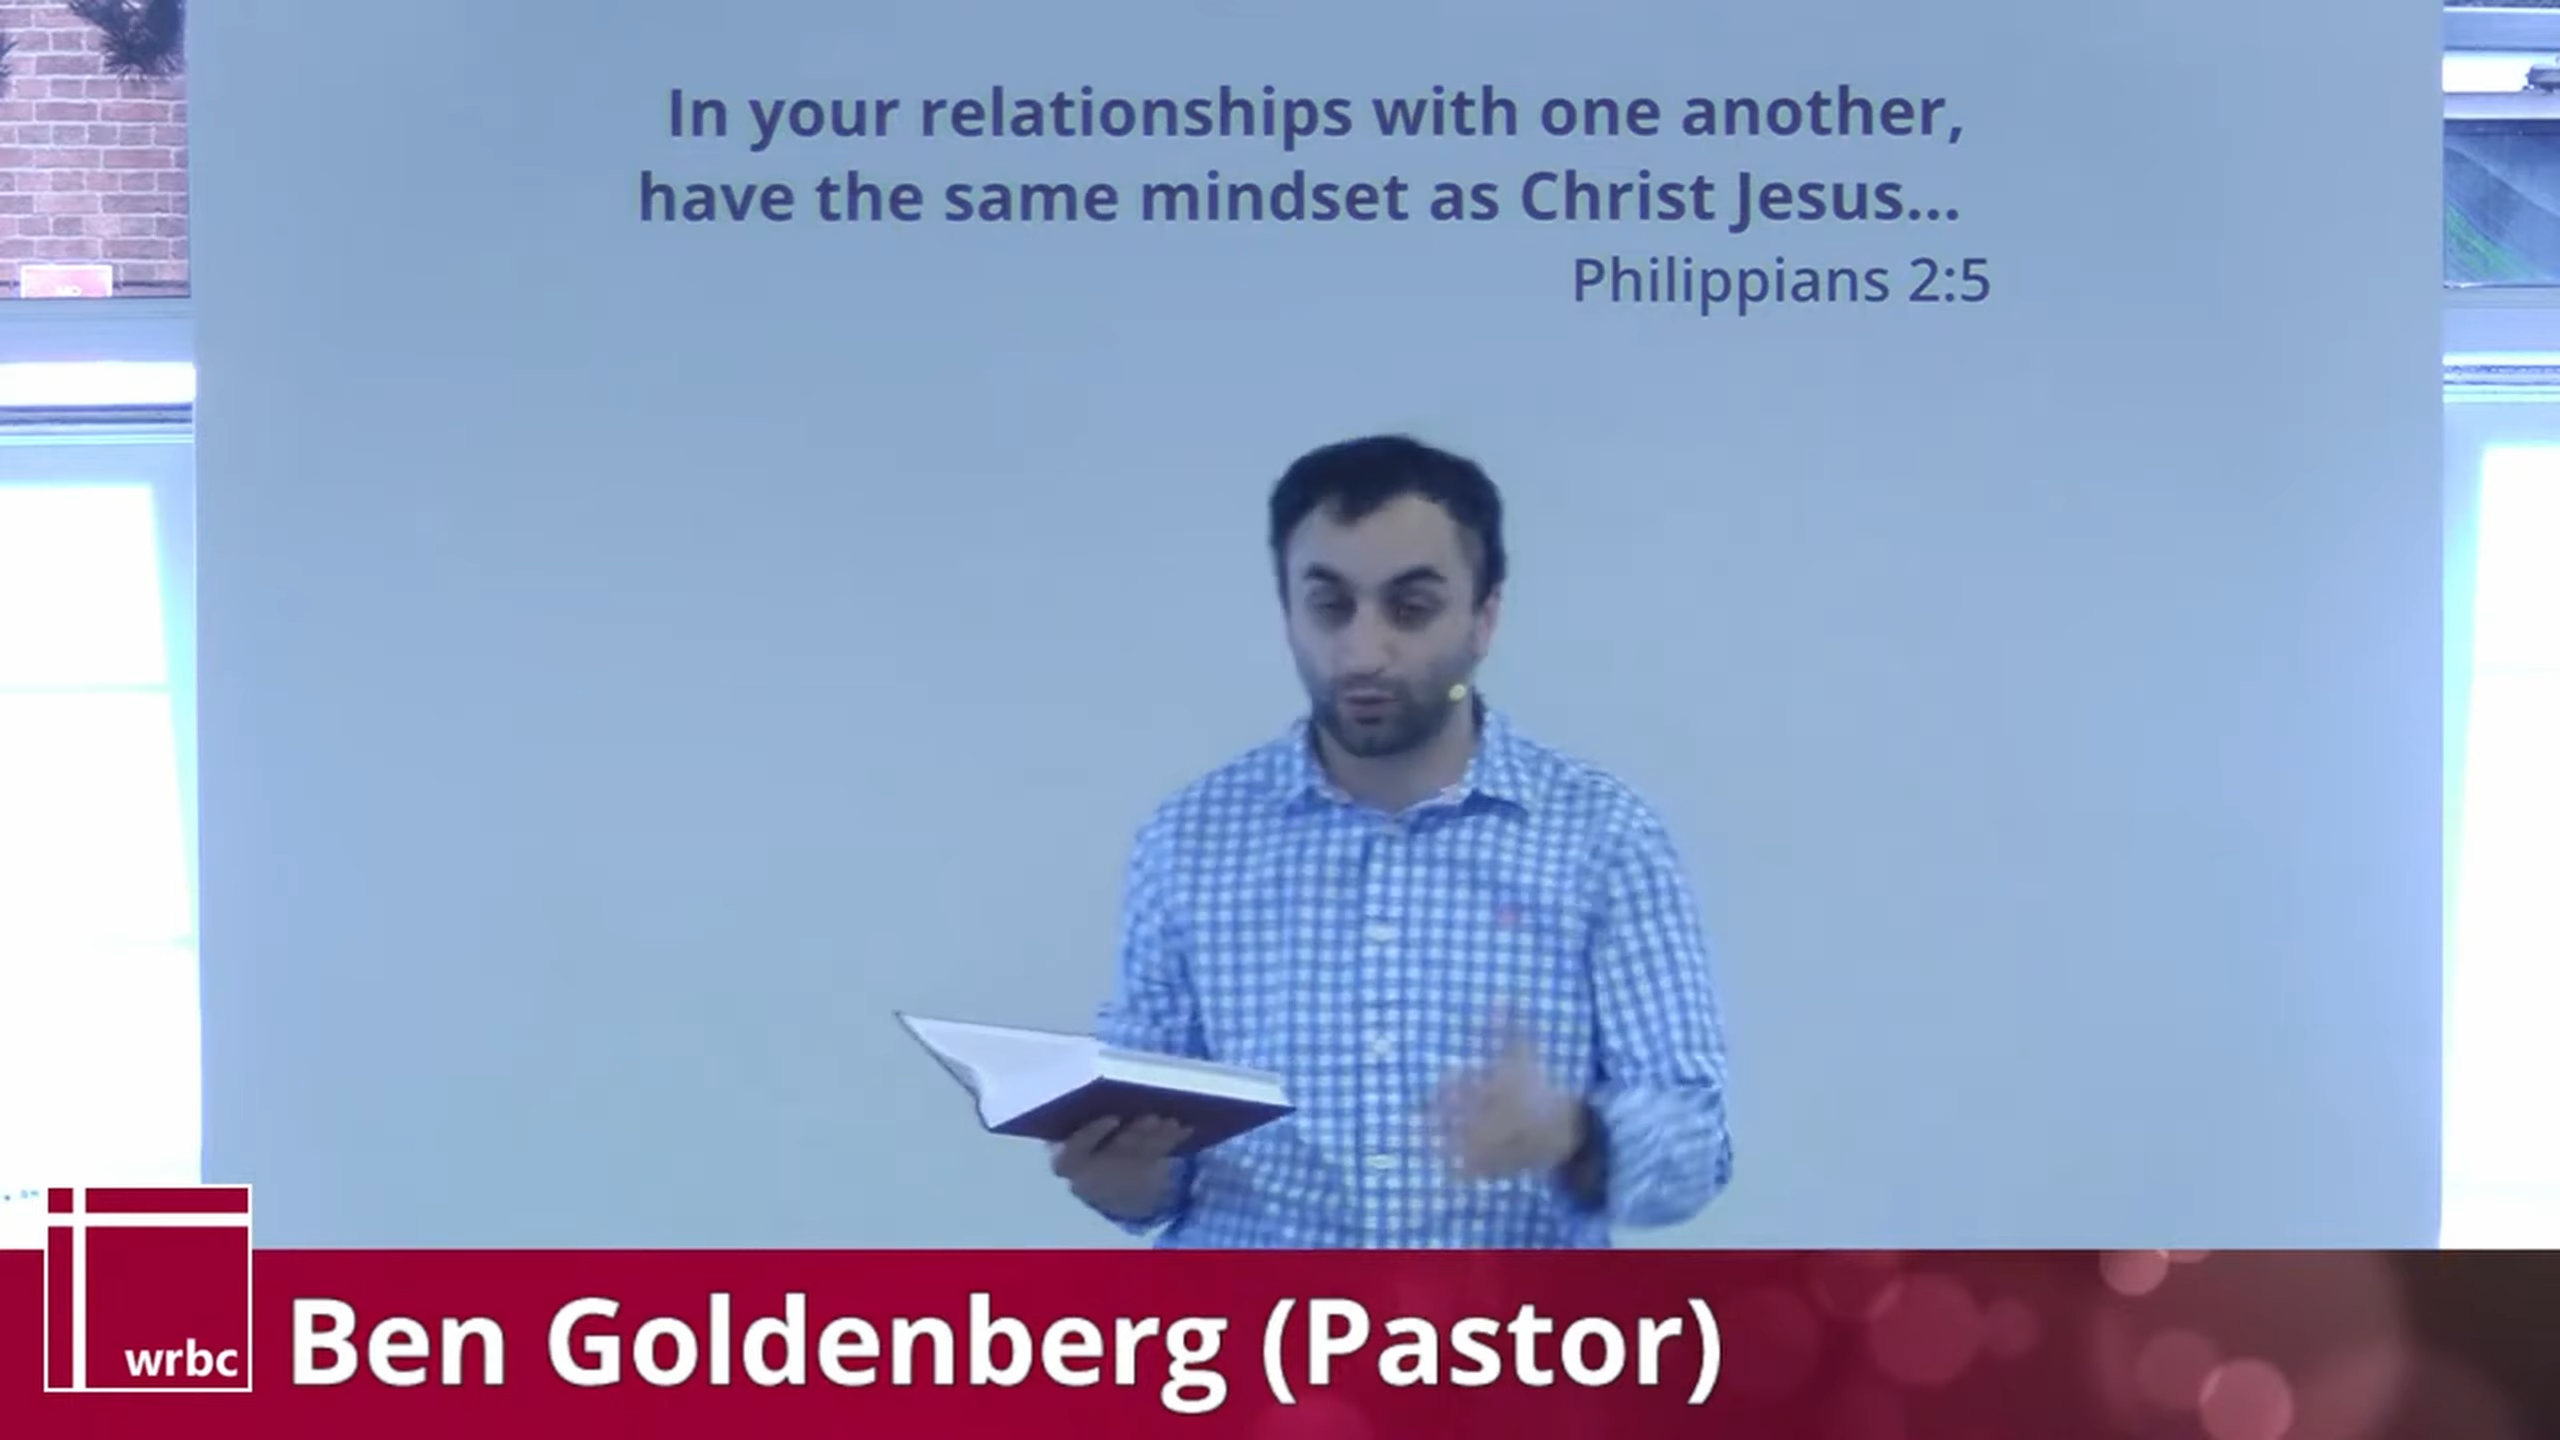 In your relationships with one another,
have the same mindset as Christ Jesus...
Philippians 2:5
wrbc
Ben Goldenberg (Pastor)